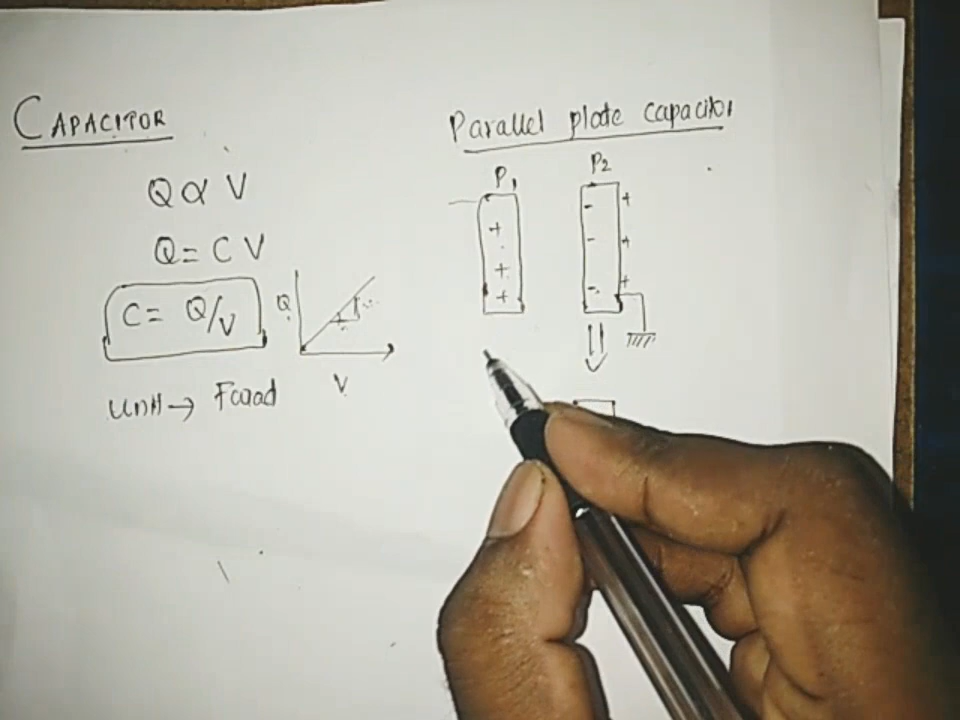 CAPACITOR
Q ∝ V
Q = C V
C = Q/V
Q
V
Unit → Farad
Parallel plate capacitor
P1
P2
+
+
+
-
-
-
+
+
+